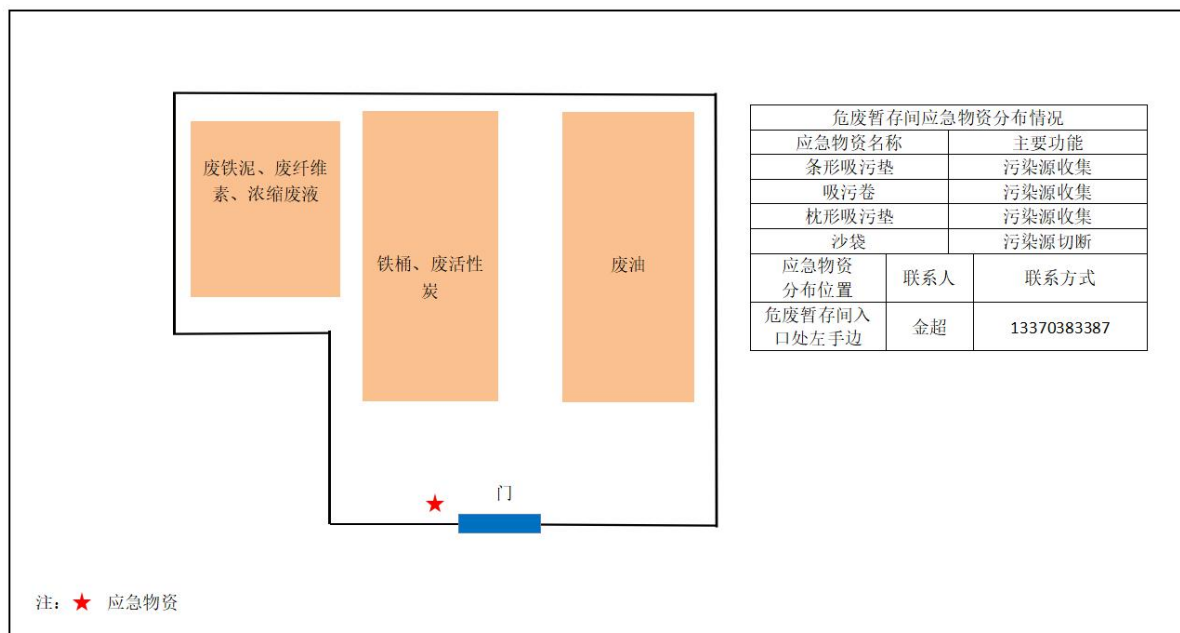 废铁泥、废纤维
素、浓缩废液
铁桶、废活性
炭
废油
门
注： ★ 应急物资
危废暂存间应急物资分布情况
应急物资名称 主要功能
条形吸污垫 污染源收集
吸污卷 污染源收集
枕形吸污垫 污染源收集
沙袋 污染源切断
应急物资
分布位置 联系人 联系方式
危废暂存间入
口处左手边 金超 13370383387